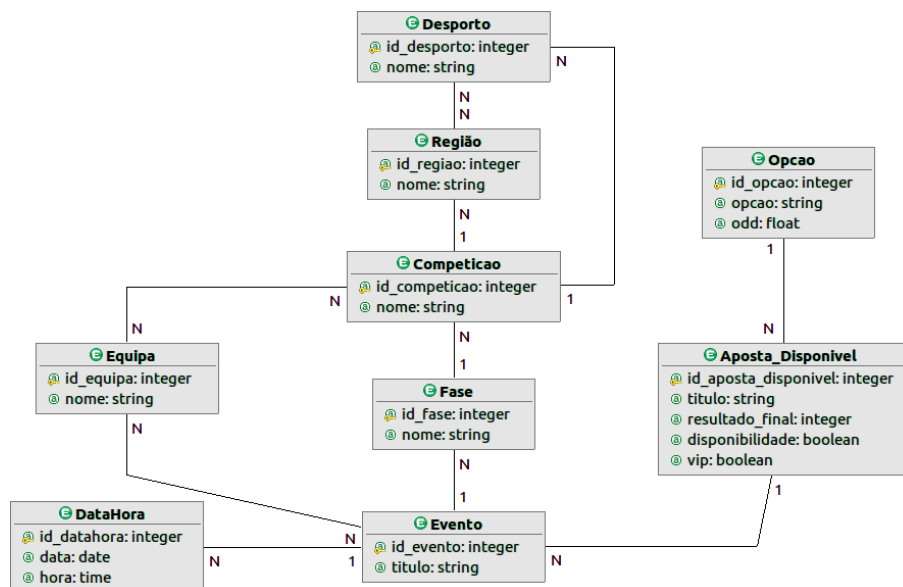 Desporto
id_desporto: integer
nome: string
N
N
N
Região
id_regiao: integer
nome: string
N
1
Opcao
id_opcao: integer
opcao: string
odd: float
1
N
Competicao
id_competicao: integer
nome: string
N
1
N
N
1
Equipa
id_equipa: integer
nome: string
N
Fase
id_fase: integer
nome: string
N
1
Aposta_Disponivel
id_aposta_disponivel: integer
titulo: string
resultado_final: integer
disponibilidade: boolean
vip: boolean
1
DataHora
id_datahora: integer
data: date
hora: time
N
N
1
Evento
id_evento: integer
titulo: string
N